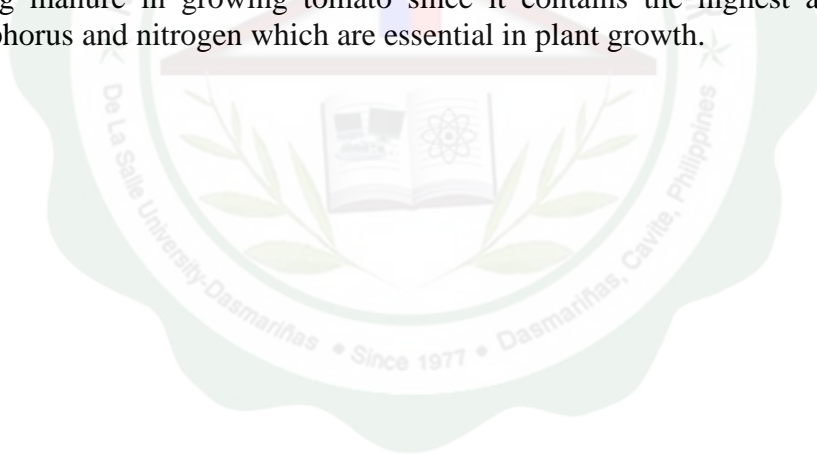 manure in growing tomato since it contains the highest
horus and nitrogen which are essential in plant growth.
De La Salle University-Dasmariñas • Since 1977 • Dasmariñas, Cavite, Philippines